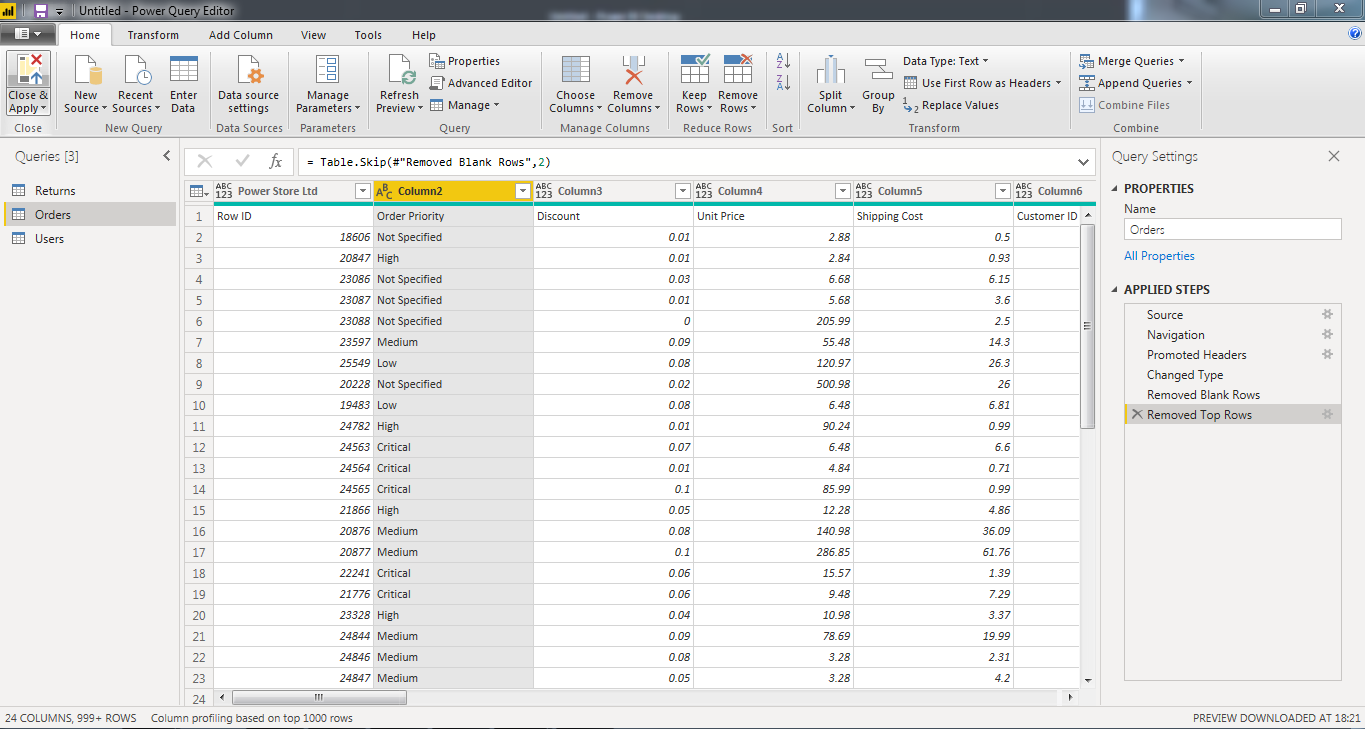 Untitled - Power Query Editor
Home Transform Add Column View Tools Help
Close & Apply
New Source
Recent Sources
Enter Data
Data source settings
Manage Parameters
Refresh Preview
Properties
Advanced Editor
Manage
Choose Columns
Remove Columns
Keep Rows
Remove Rows
Split Column
Group By
Data Type: Text
Use First Row as Headers
Replace Values
Merge Queries
Append Queries
Combine Files
Close New Query Data Sources Parameters Query Manage Columns Reduce Rows Sort Transform Combine
Queries [3]
Returns
Orders
Users
fx = Table.Skip(#"Removed Blank Rows",2)
ABC 123 Power Store Ltd ABC Column2 ABC 123 Column3 ABC 123 Column4 ABC 123 Column5 ABC 123 Column6
1 Row ID Order Priority Discount Unit Price Shipping Cost Customer ID
2 18606 Not Specified 0.01 2.88 0.5
3 20847 High 0.01 2.84 0.93
4 23086 Not Specified 0.03 6.68 6.15
5 23087 Not Specified 0.01 5.68 3.6
6 23088 Not Specified 0 205.99 2.5
7 23597 Medium 0.09 55.48 14.3
8 25549 Low 0.08 120.97 26.3
9 20228 Not Specified 0.02 500.98 26
10 19483 Low 0.08 6.48 6.81
11 24782 High 0.01 90.24 0.99
12 24563 Critical 0.07 6.48 6.6
13 24564 Critical 0.01 4.84 0.71
14 24565 Critical 0.1 85.99 0.99
15 21866 High 0.05 12.28 4.86
16 20876 Medium 0.08 140.98 36.09
17 20877 Medium 0.1 286.85 61.76
18 22241 Critical 0.06 15.57 1.39
19 21776 Critical 0.06 9.48 7.29
20 23328 High 0.04 10.98 3.37
21 24844 Medium 0.09 78.69 19.99
22 24846 Medium 0.08 3.28 2.31
23 24847 Medium 0.05 3.28 4.2
24
Query Settings
PROPERTIES
Name
Orders
All Properties
APPLIED STEPS
Source
Navigation
Promoted Headers
Changed Type
Removed Blank Rows
Removed Top Rows
24 COLUMNS, 999+ ROWS Column profiling based on top 1000 rows PREVIEW DOWNLOADED AT 18:21